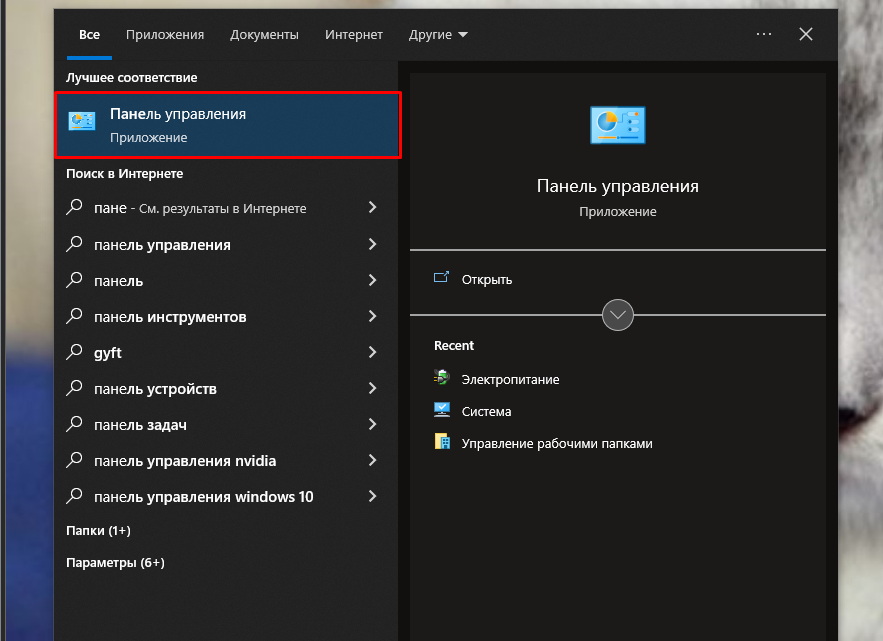 Все Приложения Документы Интернет Другие
Лучшее соответствие
Панель управления
Приложение
Поиск в Интернете
пане - См. результаты в Интернете
панель управления
панель
панель инструментов
gyft
панель устройств
панель задач
панель управления nvidia
панель управления windows 10
Папки (1+)
Параметры (6+)
Панель управления
Приложение
Открыть
Recent
Электропитание
Система
Управление рабочими папками